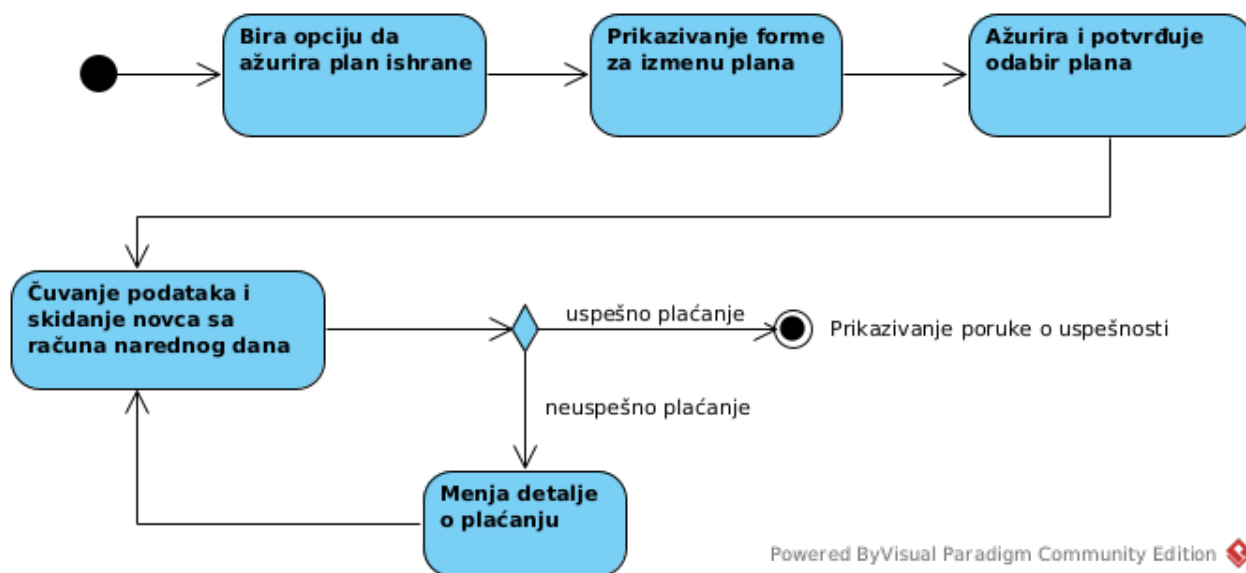 Bira opciju da
ažurira plan ishrane
Prikazivanje forme
za izmenu plana
Ažurira i potvrđuje
odabir plana
Čuvanje podataka i
skidanje novca sa
računa narednog dana
uspešno plaćanje
Prikazivanje poruke o uspešnosti
neuspešno plaćanje
Menja detalje
o plaćanju
Powered ByVisual Paradigm Community Edition